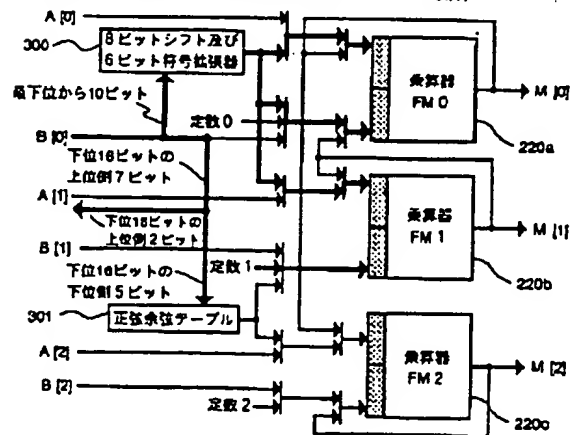 A [0]
300
8ビットシフト及び
6ビット符号拡張器
最下位から10ビット
定数0
B [0]
下位16ビットの
上位側7ビット
A [1]
下位16ビットの
上位側2ビット
B [1]
定数1
下位16ビットの
下位側5ビット
301
正弦余弦テーブル
A [2]
B [2]
定数2
乗算器
FM 0
M [0]
220a
乗算器
FM 1
M [1]
220b
乗算器
FM 2
M [2]
220c